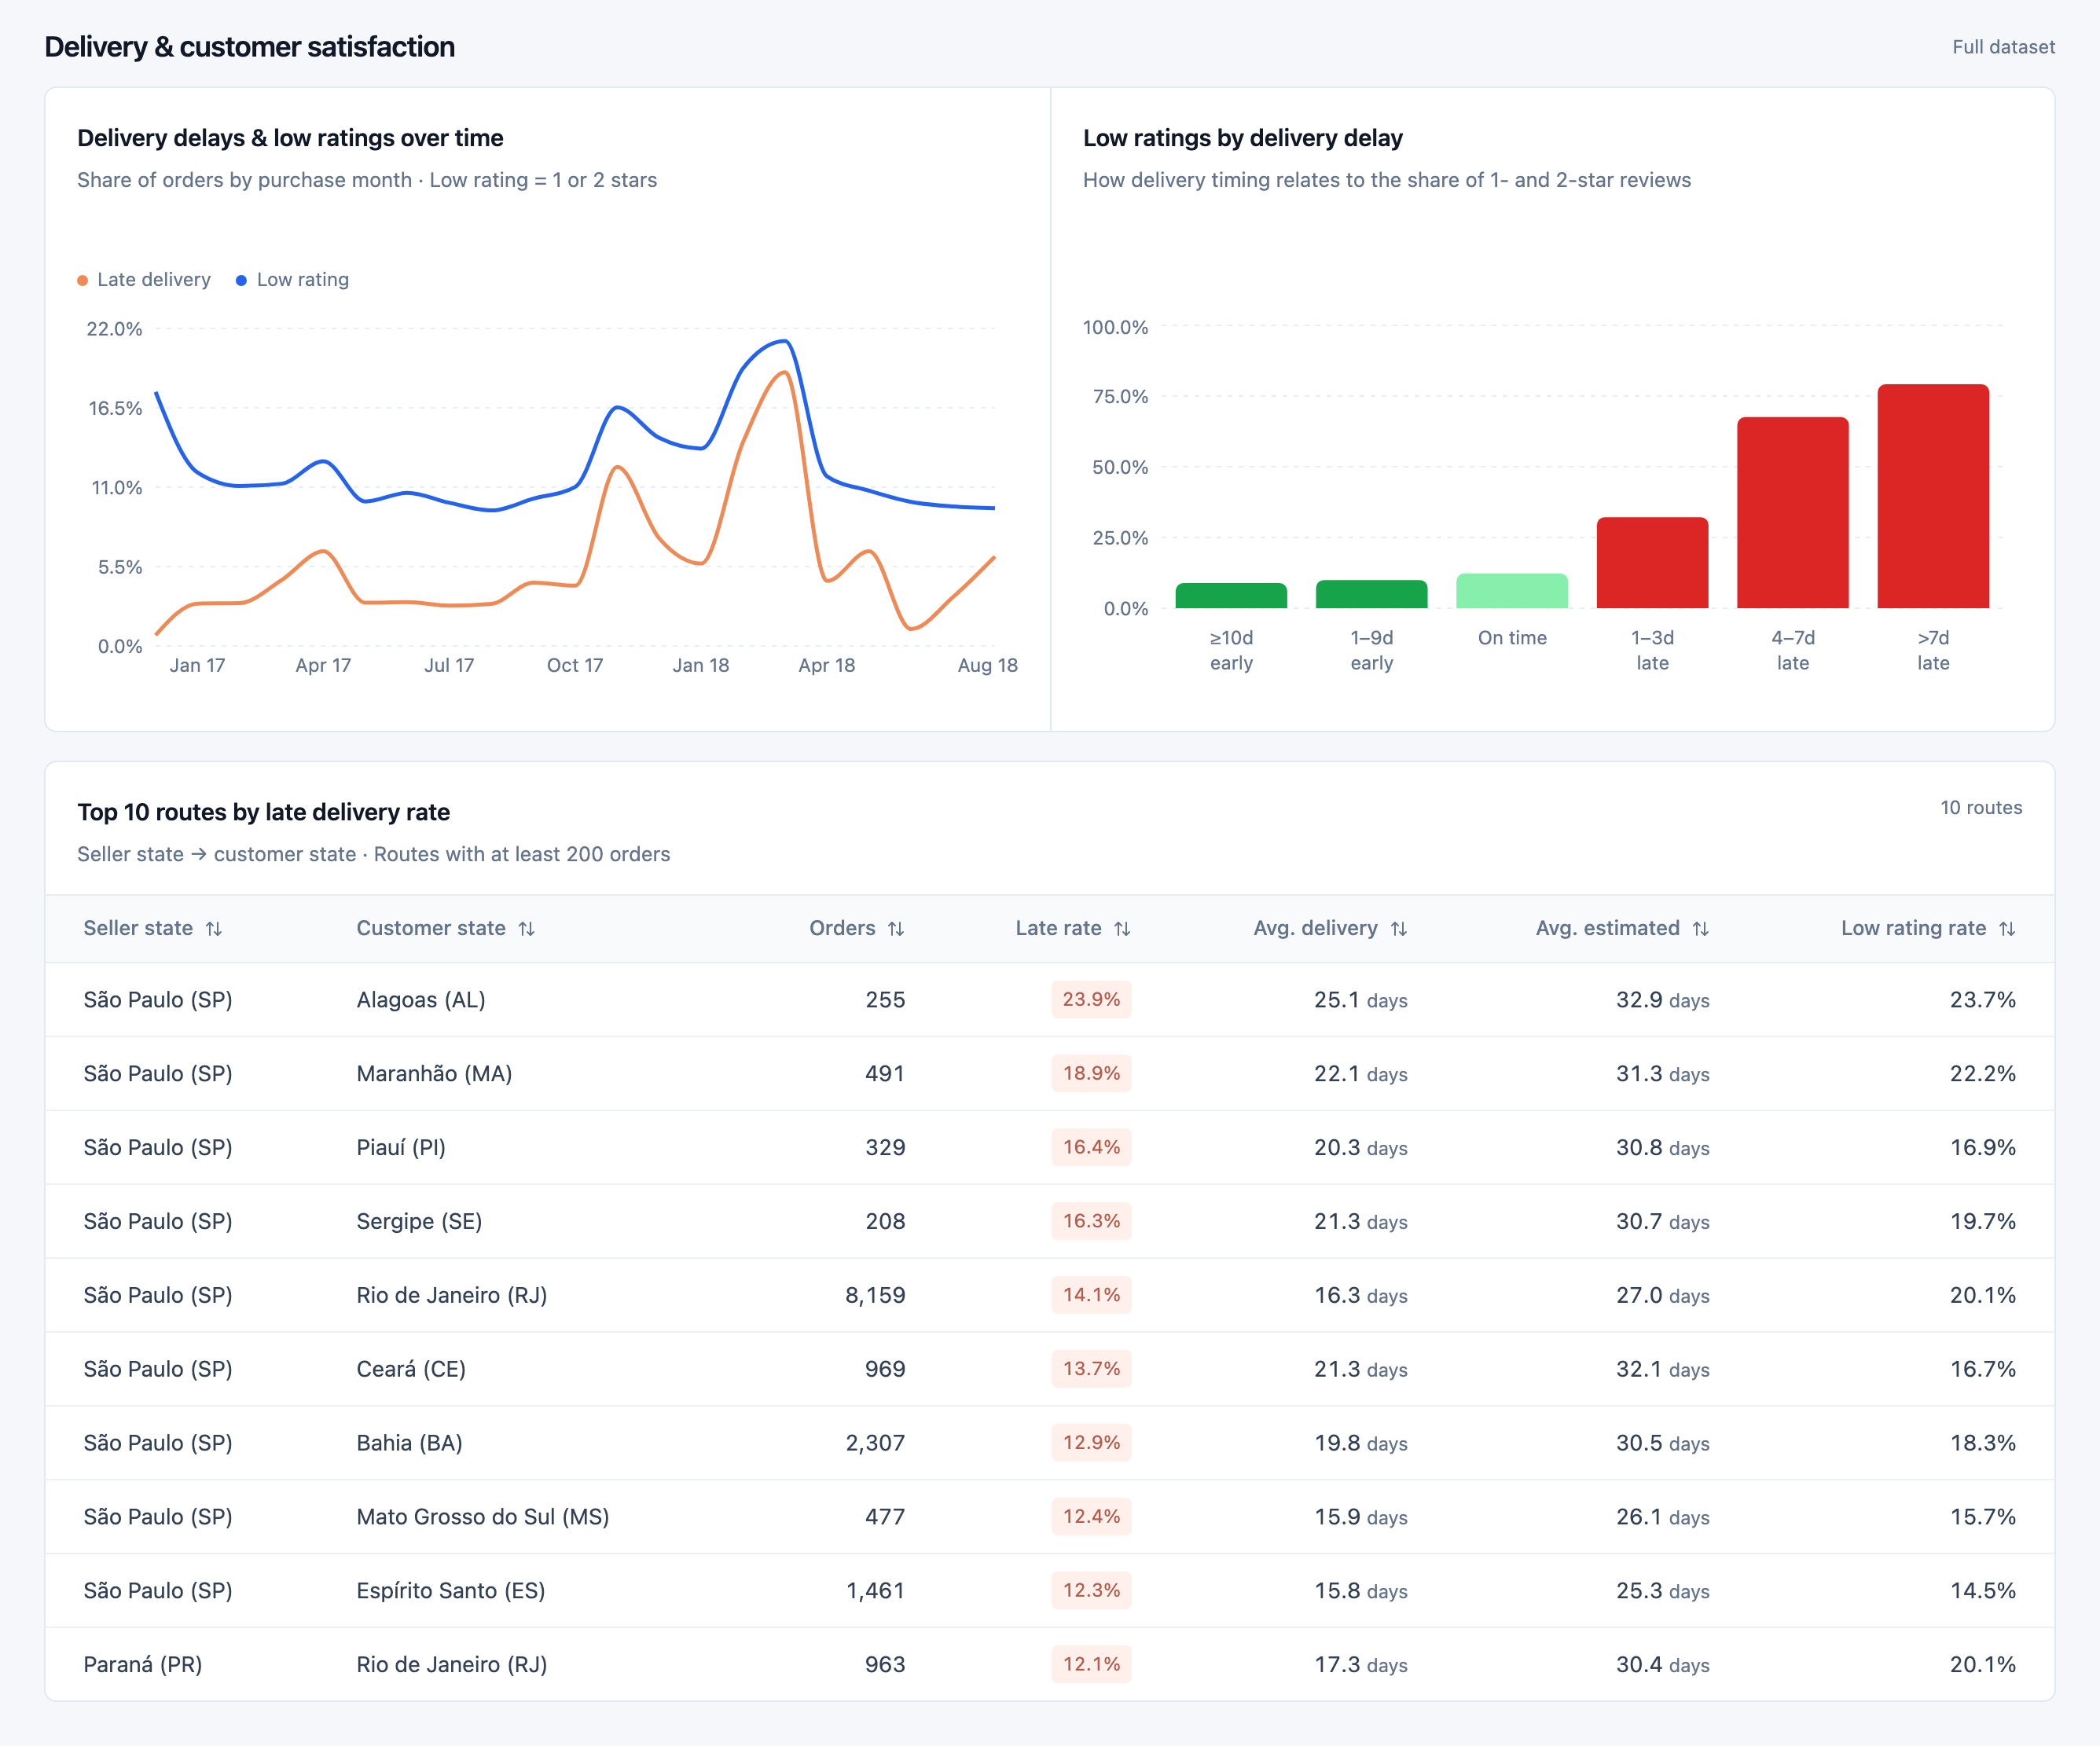 Delivery & customer satisfaction
Full dataset
Delivery delays & low ratings over time
Share of orders by purchase month · Low rating = 1 or 2 stars
Late delivery
Low rating
22.0%
16.5%
11.0%
5.5%
0.0%
Jan 17
Apr 17
Jul 17
Oct 17
Jan 18
Apr 18
Aug 18
Low ratings by delivery delay
How delivery timing relates to the share of 1- and 2-star reviews
100.0%
75.0%
50.0%
25.0%
0.0%
≥10d
early
1–9d
early
On time
1–3d
late
4–7d
late
>7d
late
Top 10 routes by late delivery rate
10 routes
Seller state → customer state · Routes with at least 200 orders
Seller state ↑↓ Customer state ↑↓ Orders ↑↓ Late rate ↑↓ Avg. delivery ↑↓ Avg. estimated ↑↓ Low rating rate ↑↓
São Paulo (SP) Alagoas (AL) 255 23.9% 25.1 days 32.9 days 23.7%
São Paulo (SP) Maranhão (MA) 491 18.9% 22.1 days 31.3 days 22.2%
São Paulo (SP) Piauí (PI) 329 16.4% 20.3 days 30.8 days 16.9%
São Paulo (SP) Sergipe (SE) 208 16.3% 21.3 days 30.7 days 19.7%
São Paulo (SP) Rio de Janeiro (RJ) 8,159 14.1% 16.3 days 27.0 days 20.1%
São Paulo (SP) Ceará (CE) 969 13.7% 21.3 days 32.1 days 16.7%
São Paulo (SP) Bahia (BA) 2,307 12.9% 19.8 days 30.5 days 18.3%
São Paulo (SP) Mato Grosso do Sul (MS) 477 12.4% 15.9 days 26.1 days 15.7%
São Paulo (SP) Espírito Santo (ES) 1,461 12.3% 15.8 days 25.3 days 14.5%
Paraná (PR) Rio de Janeiro (RJ) 963 12.1% 17.3 days 30.4 days 20.1%